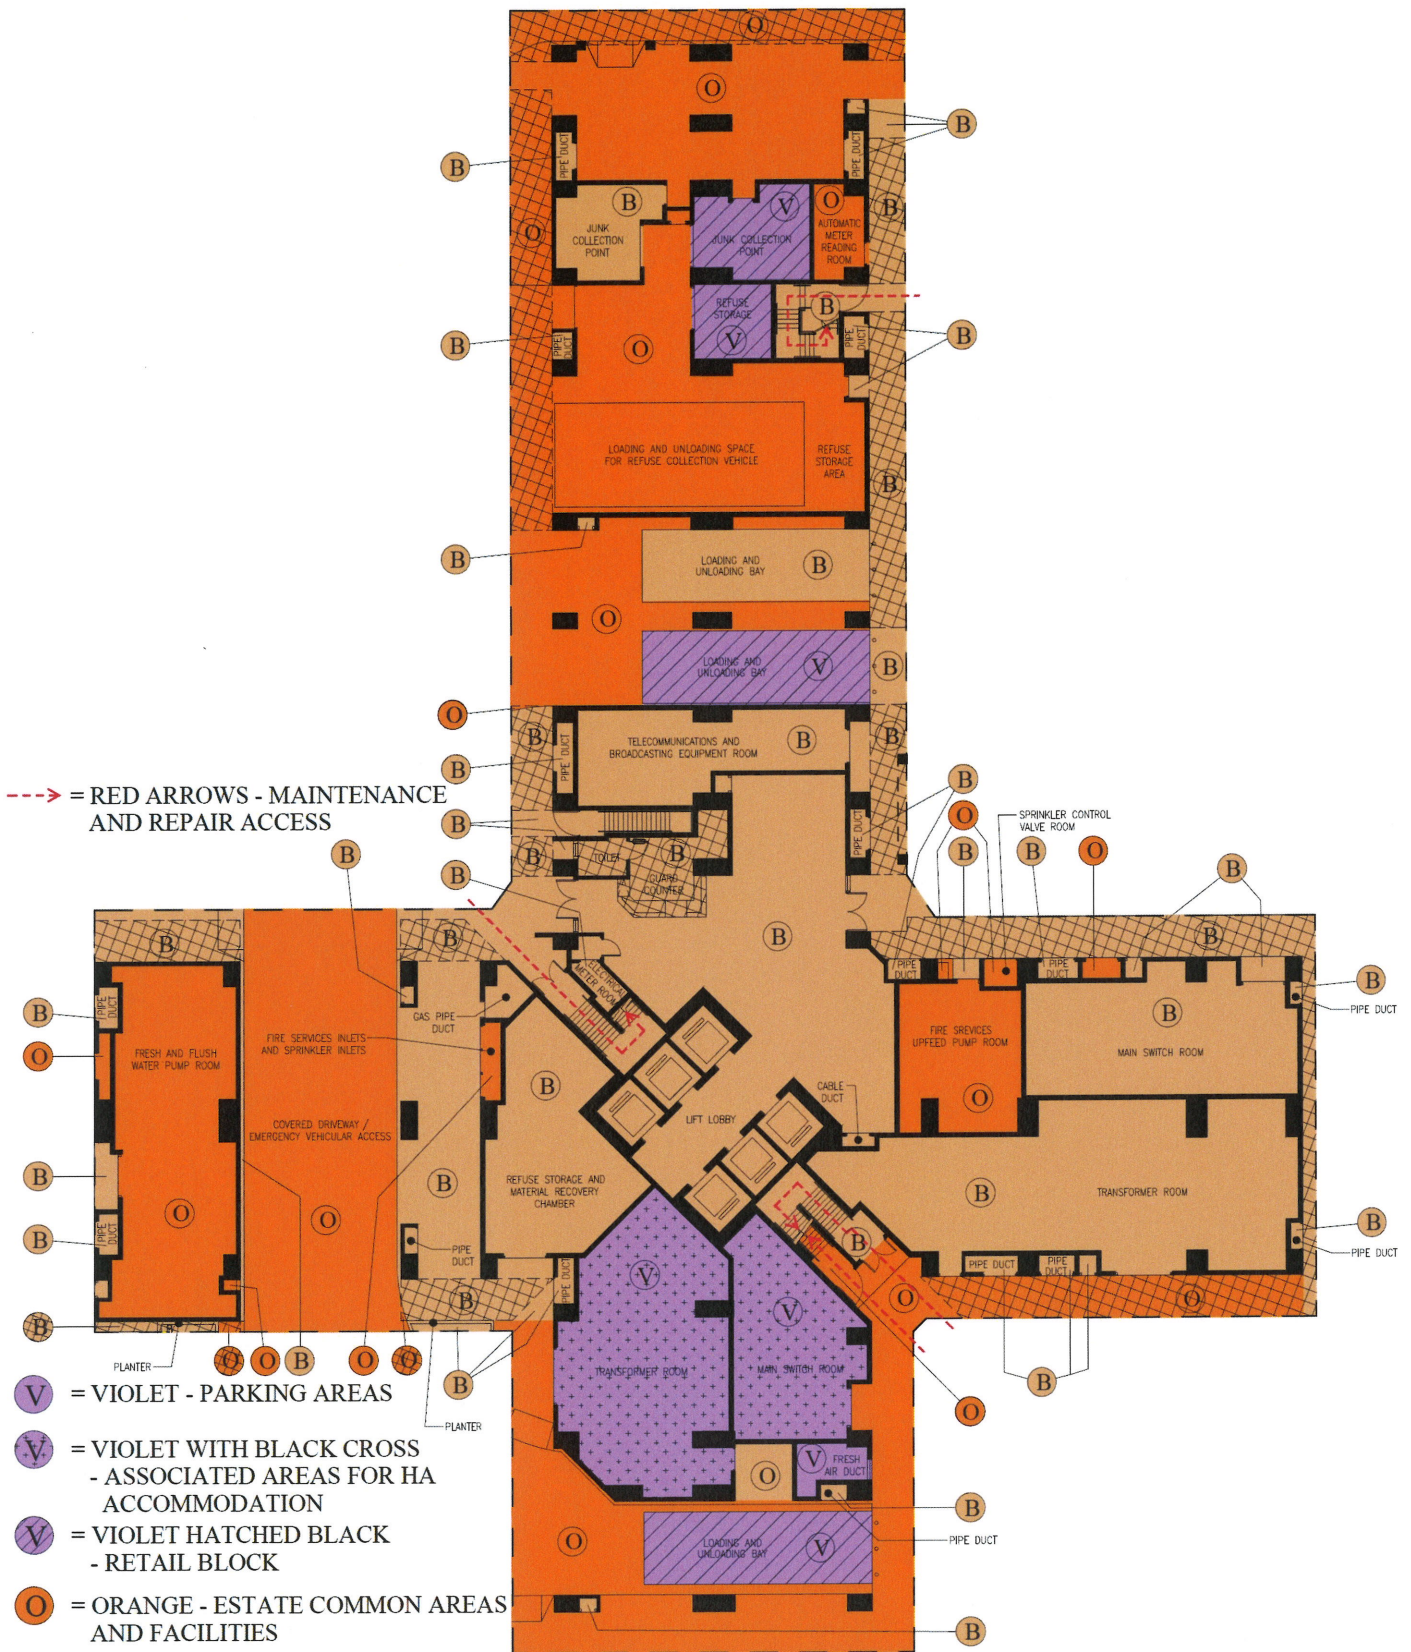 O
O
B
PIPE DUCT
PIPE DUCT
B
B
JUNK
COLLECTION
POINT
V
JUNK COLLECTION
POINT
O
AUTOMATIC
METER
READING
ROOM
B
O
REFUSE
STORAGE
V
B
B
PIPE
DUCT
O
PIPE
DUCT
B
LOADING AND UNLOADING SPACE
FOR REFUSE COLLECTION VEHICLE
REFUSE
STORAGE
AREA
B
B
LOADING AND
UNLOADING BAY
B
O
LOADING AND
UNLOADING BAY
V
B
O
B
TELECOMMUNICATIONS AND
BROADCASTING EQUIPMENT ROOM
B
B
B
PIPE DUCT
= RED ARROWS - MAINTENANCE
AND REPAIR ACCESS
B
B
O
SPRINKLER CONTROL
VALVE ROOM
B
PIPE DUCT
B
TOILET
B
GUARD
COUNTER
B
B
O
B
B
B
B
B
B
B
ELECTRICAL
METER ROOM
PIPE
DUCT
PIPE
DUCT
B
PIPE DUCT
B
PIPE
DUCT
GAS PIPE
DUCT
B
O
FRESH AND FLUSH
WATER PUMP ROOM
FIRE SERVICES INLETS
AND SPRINKLER INLETS
B
FIRE SREVICES
UPFEED PUMP ROOM
O
MAIN SWITCH ROOM
COVERED DRIVEWAY /
EMERGENCY VEHICULAR ACCESS
CABLE
DUCT
LIFT LOBBY
B
B
REFUSE STORAGE AND
MATERIAL RECOVERY
CHAMBER
B
TRANSFORMER ROOM
O
O
B
PIPE
DUCT
PIPE
DUCT
B
B
PIPE DUCT
PIPE DUCT
V
PIPE DUCT
PIPE
DUCT
B
B
B
V
O
O
PLANTER
O
O
B
O
O
B
TRANSFORMER ROOM
MAIN SWITCH ROOM
B
O
V
= VIOLET - PARKING AREAS
PLANTER
V
= VIOLET WITH BLACK CROSS
- ASSOCIATED AREAS FOR HA
ACCOMMODATION
O
V
FRESH
AIR DUCT
B
PIPE DUCT
V
= VIOLET HATCHED BLACK
- RETAIL BLOCK
O
LOADING AND
UNLOADING BAY
V
O
= ORANGE - ESTATE COMMON AREAS
AND FACILITIES
B